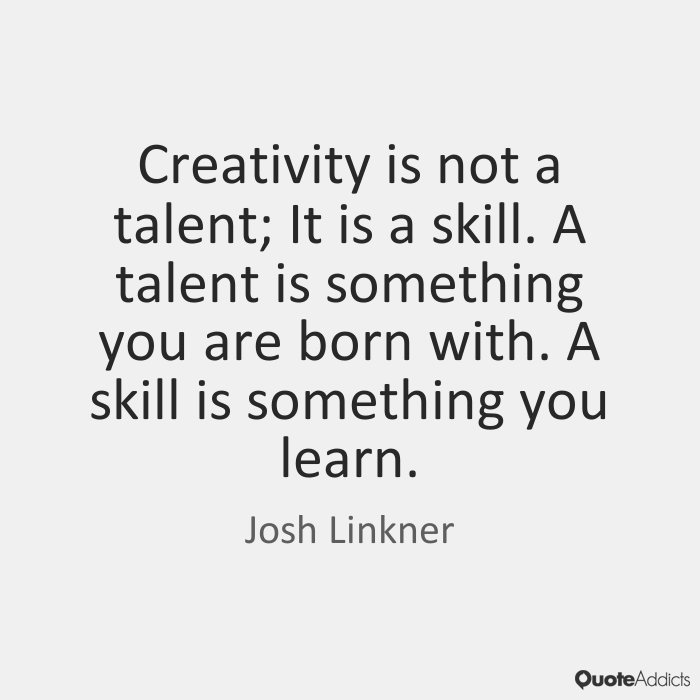 Creativity is not a
talent; It is a skill. A
talent is something
you are born with. A
skill is something you
learn.
Josh Linkner
QuoteAddicts